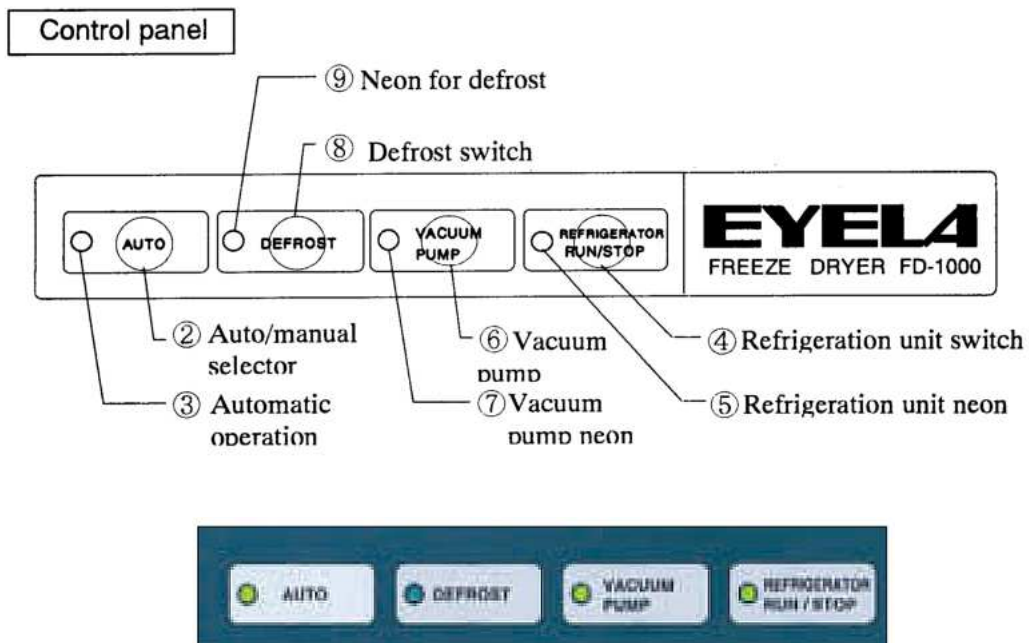 Control panel
⑨ Neon for defrost
⑧ Defrost switch
AUTO
DEFROST
VACUUM
PUMP
REFRIGERATOR
RUN/STOP
EYELA
FREEZE DRYER FD-1000
② Auto/manual
selector
③ Automatic
operation
⑥ Vacuum
pump
⑦ Vacuum
pump neon
④ Refrigeration unit switch
⑤ Refrigeration unit neon
AUTO
DEFROST
VACUUM
PUMP
REFRIGERATOR
RUN / STOP